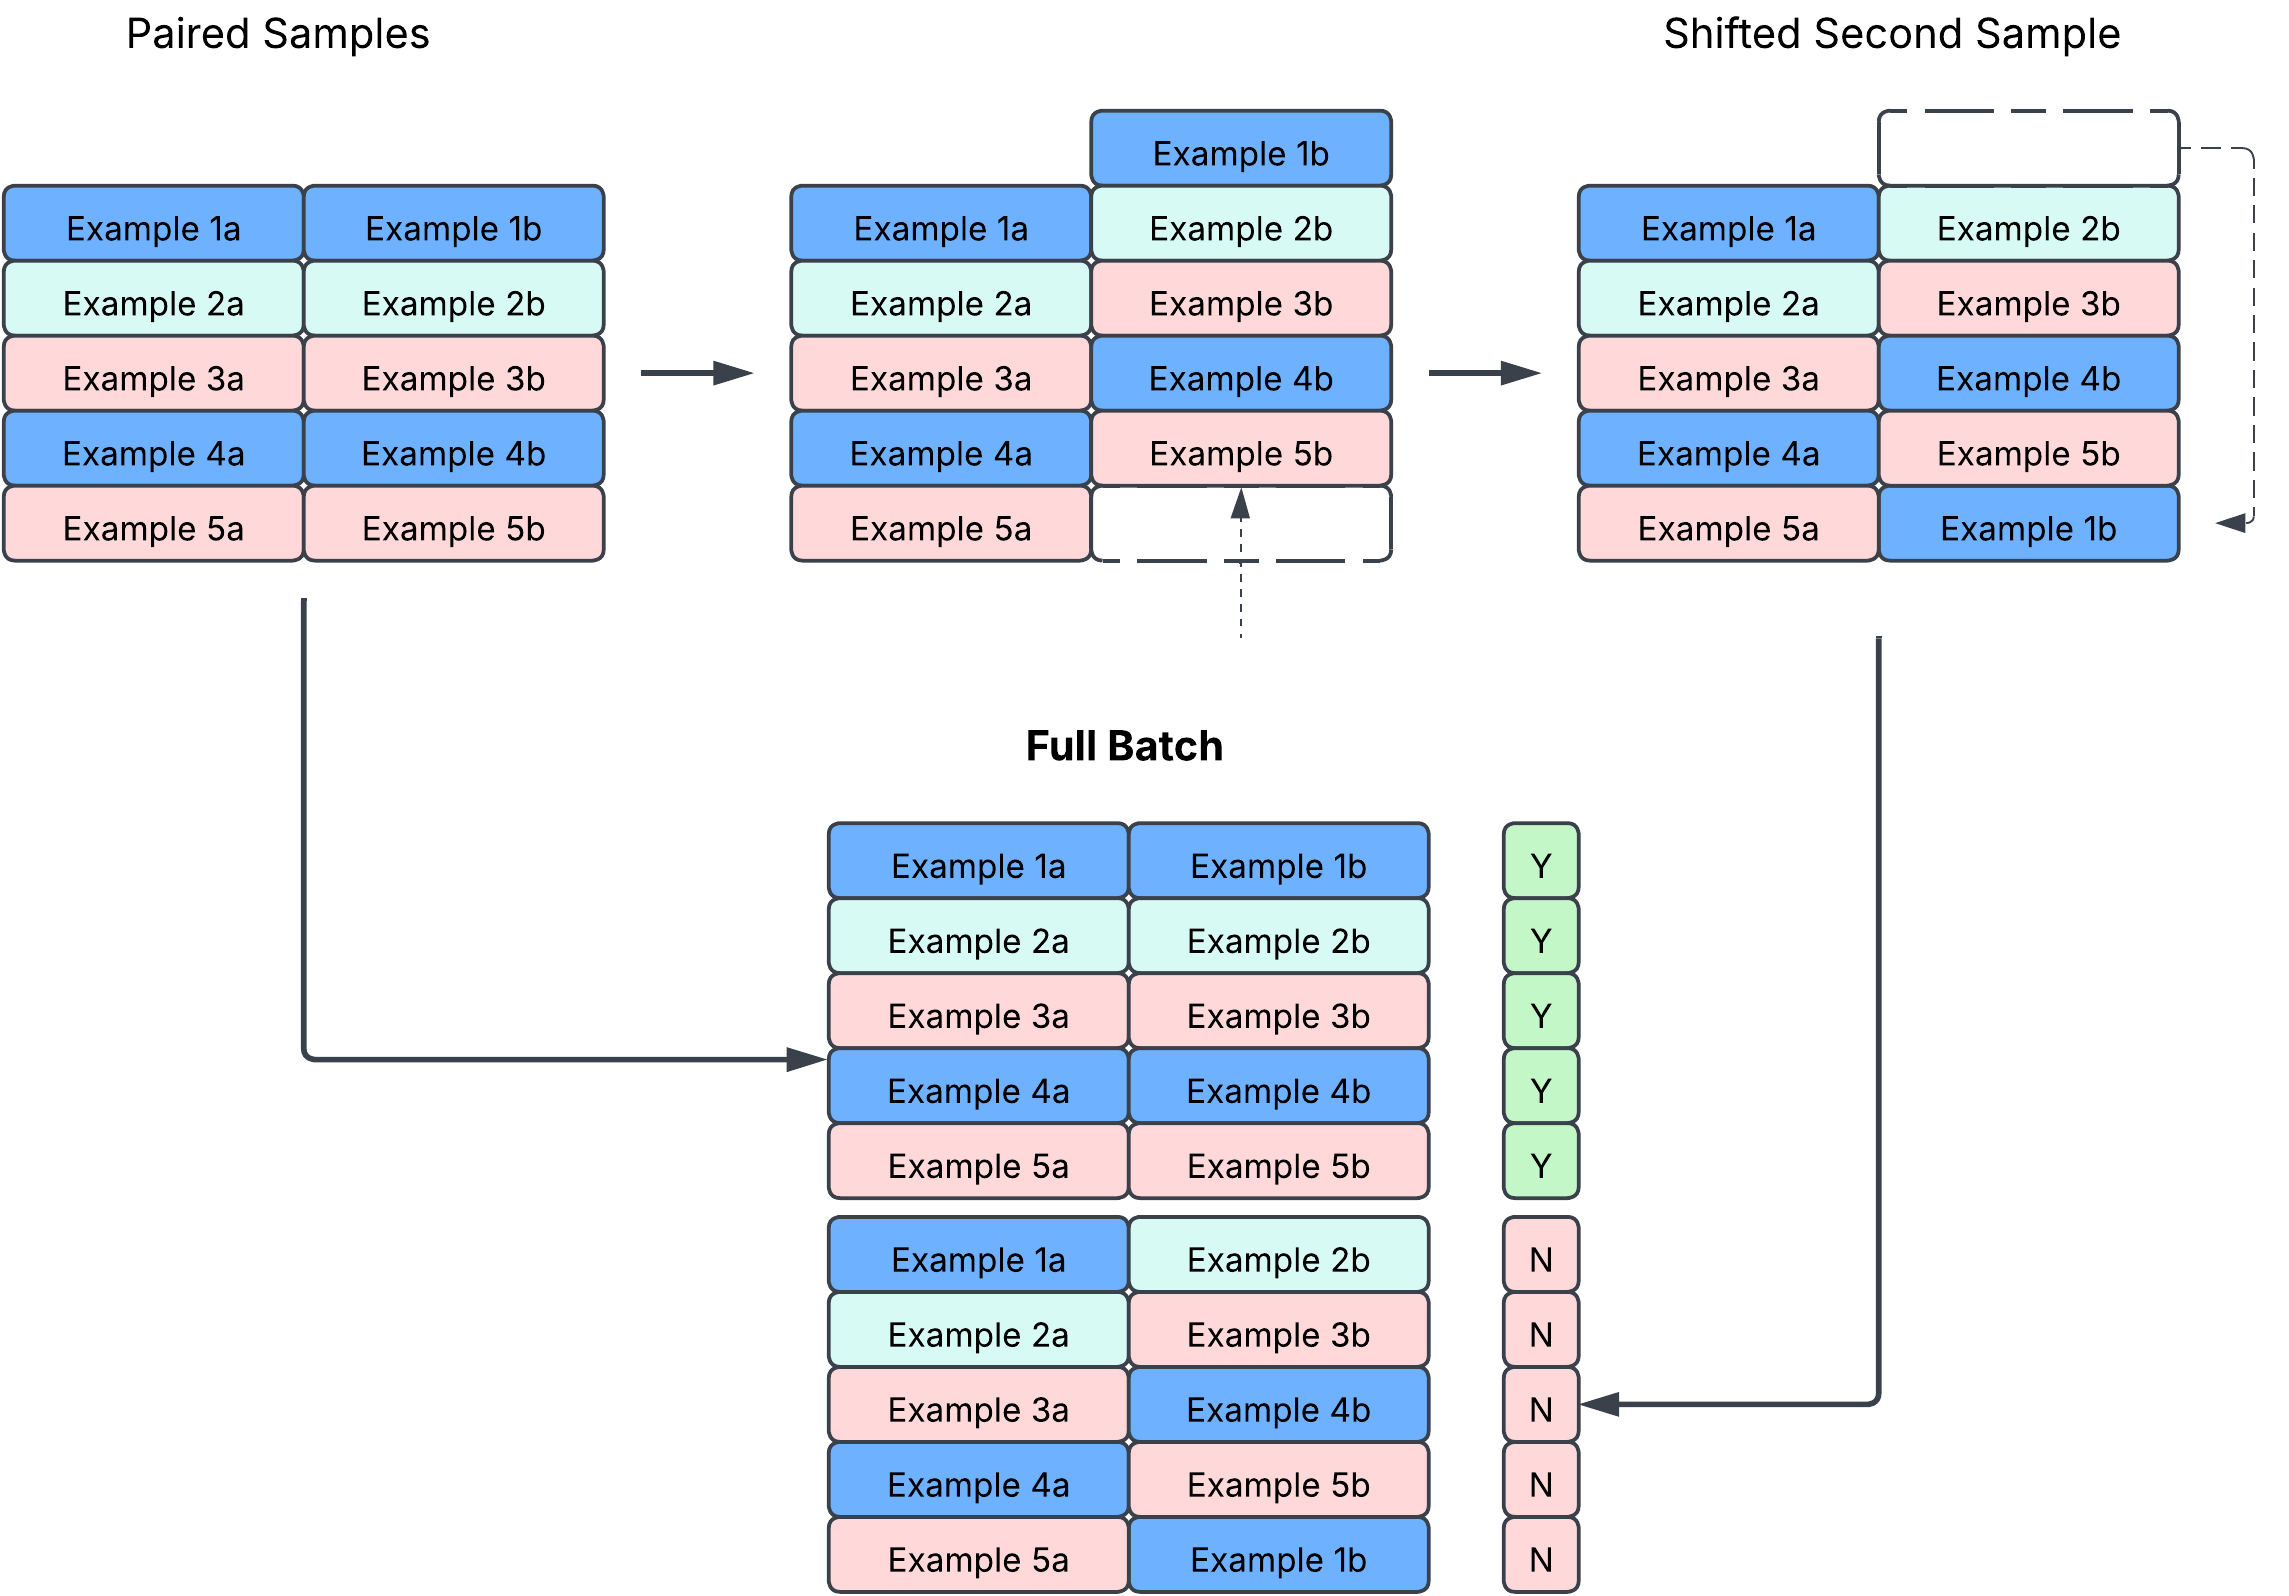 Paired Samples
Shifted Second Sample
Example 1a Example 1b
Example 2a Example 2b
Example 3a Example 3b
Example 4a Example 4b
Example 5a Example 5b
Example 1b
Example 1a Example 2b
Example 2a Example 3b
Example 3a Example 4b
Example 4a Example 5b
Example 5a
Example 1a Example 2b
Example 2a Example 3b
Example 3a Example 4b
Example 4a Example 5b
Example 5a Example 1b
Full Batch
Example 1a Example 1b Y
Example 2a Example 2b Y
Example 3a Example 3b Y
Example 4a Example 4b Y
Example 5a Example 5b Y
Example 1a Example 2b N
Example 2a Example 3b N
Example 3a Example 4b N
Example 4a Example 5b N
Example 5a Example 1b N